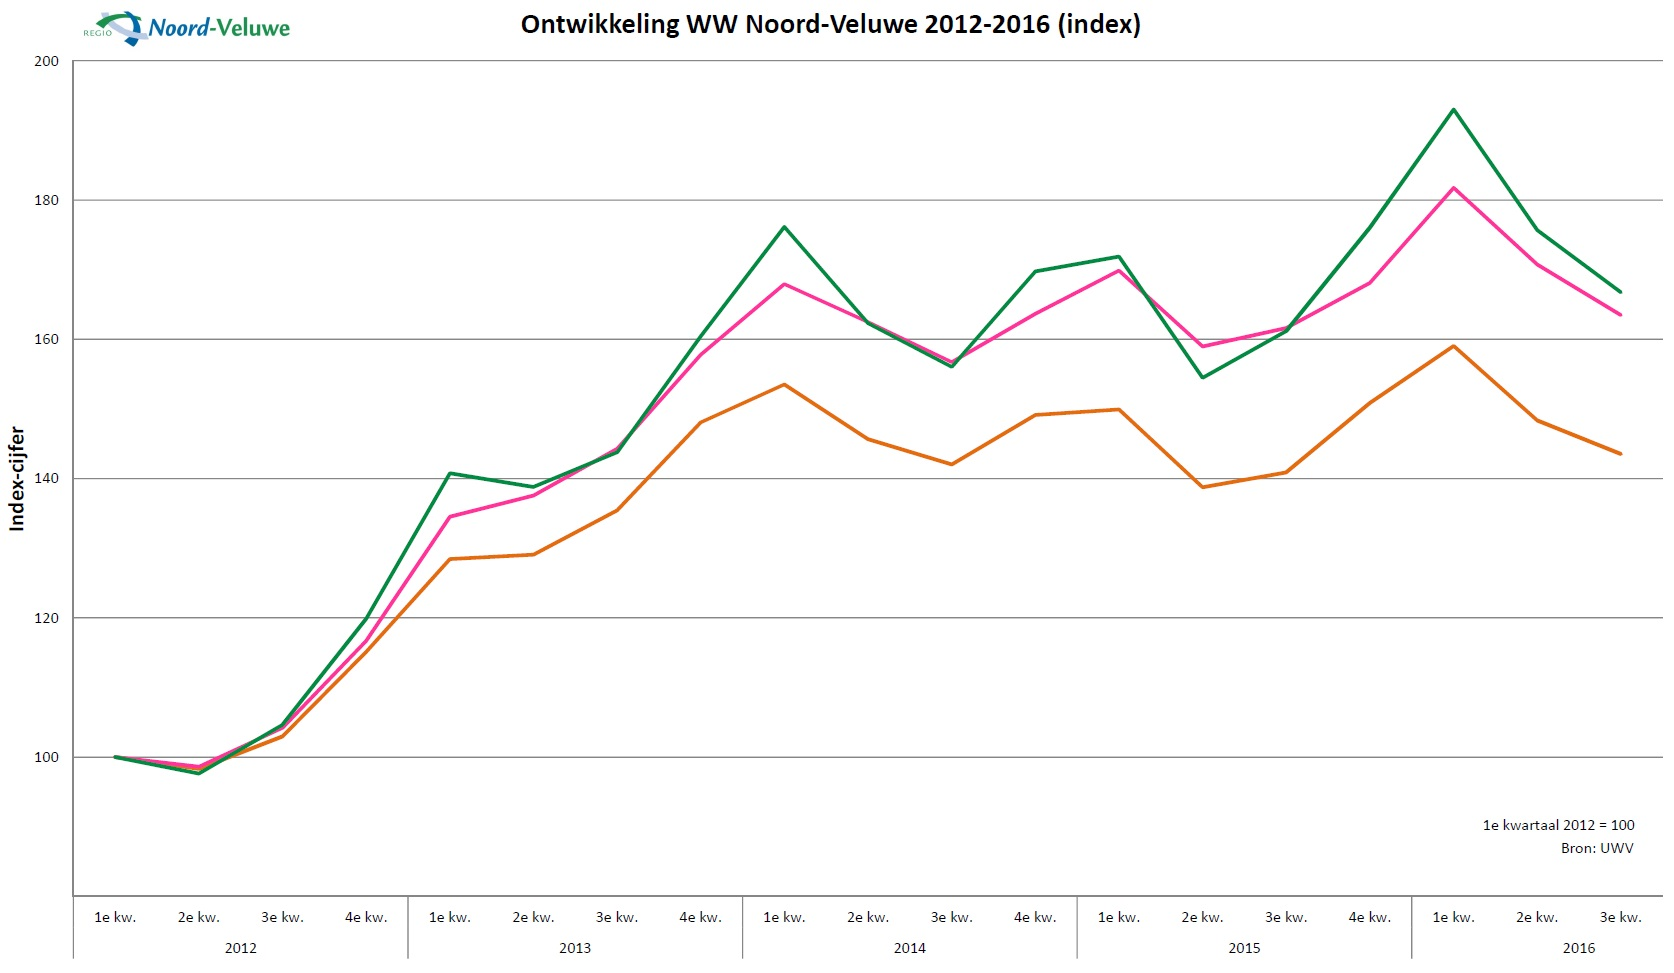 REGIO Noord-Veluwe
Ontwikkeling WW Noord-Veluwe 2012-2016 (index)
Index-cijfer
200
180
160
140
120
100
1e kwartaal 2012 = 100
Bron: UWV
1e kw. 2e kw. 3e kw. 4e kw. 1e kw. 2e kw. 3e kw. 4e kw. 1e kw. 2e kw. 3e kw. 4e kw. 1e kw. 2e kw. 3e kw. 4e kw. 1e kw. 2e kw. 3e kw.
2012 2013 2014 2015 2016